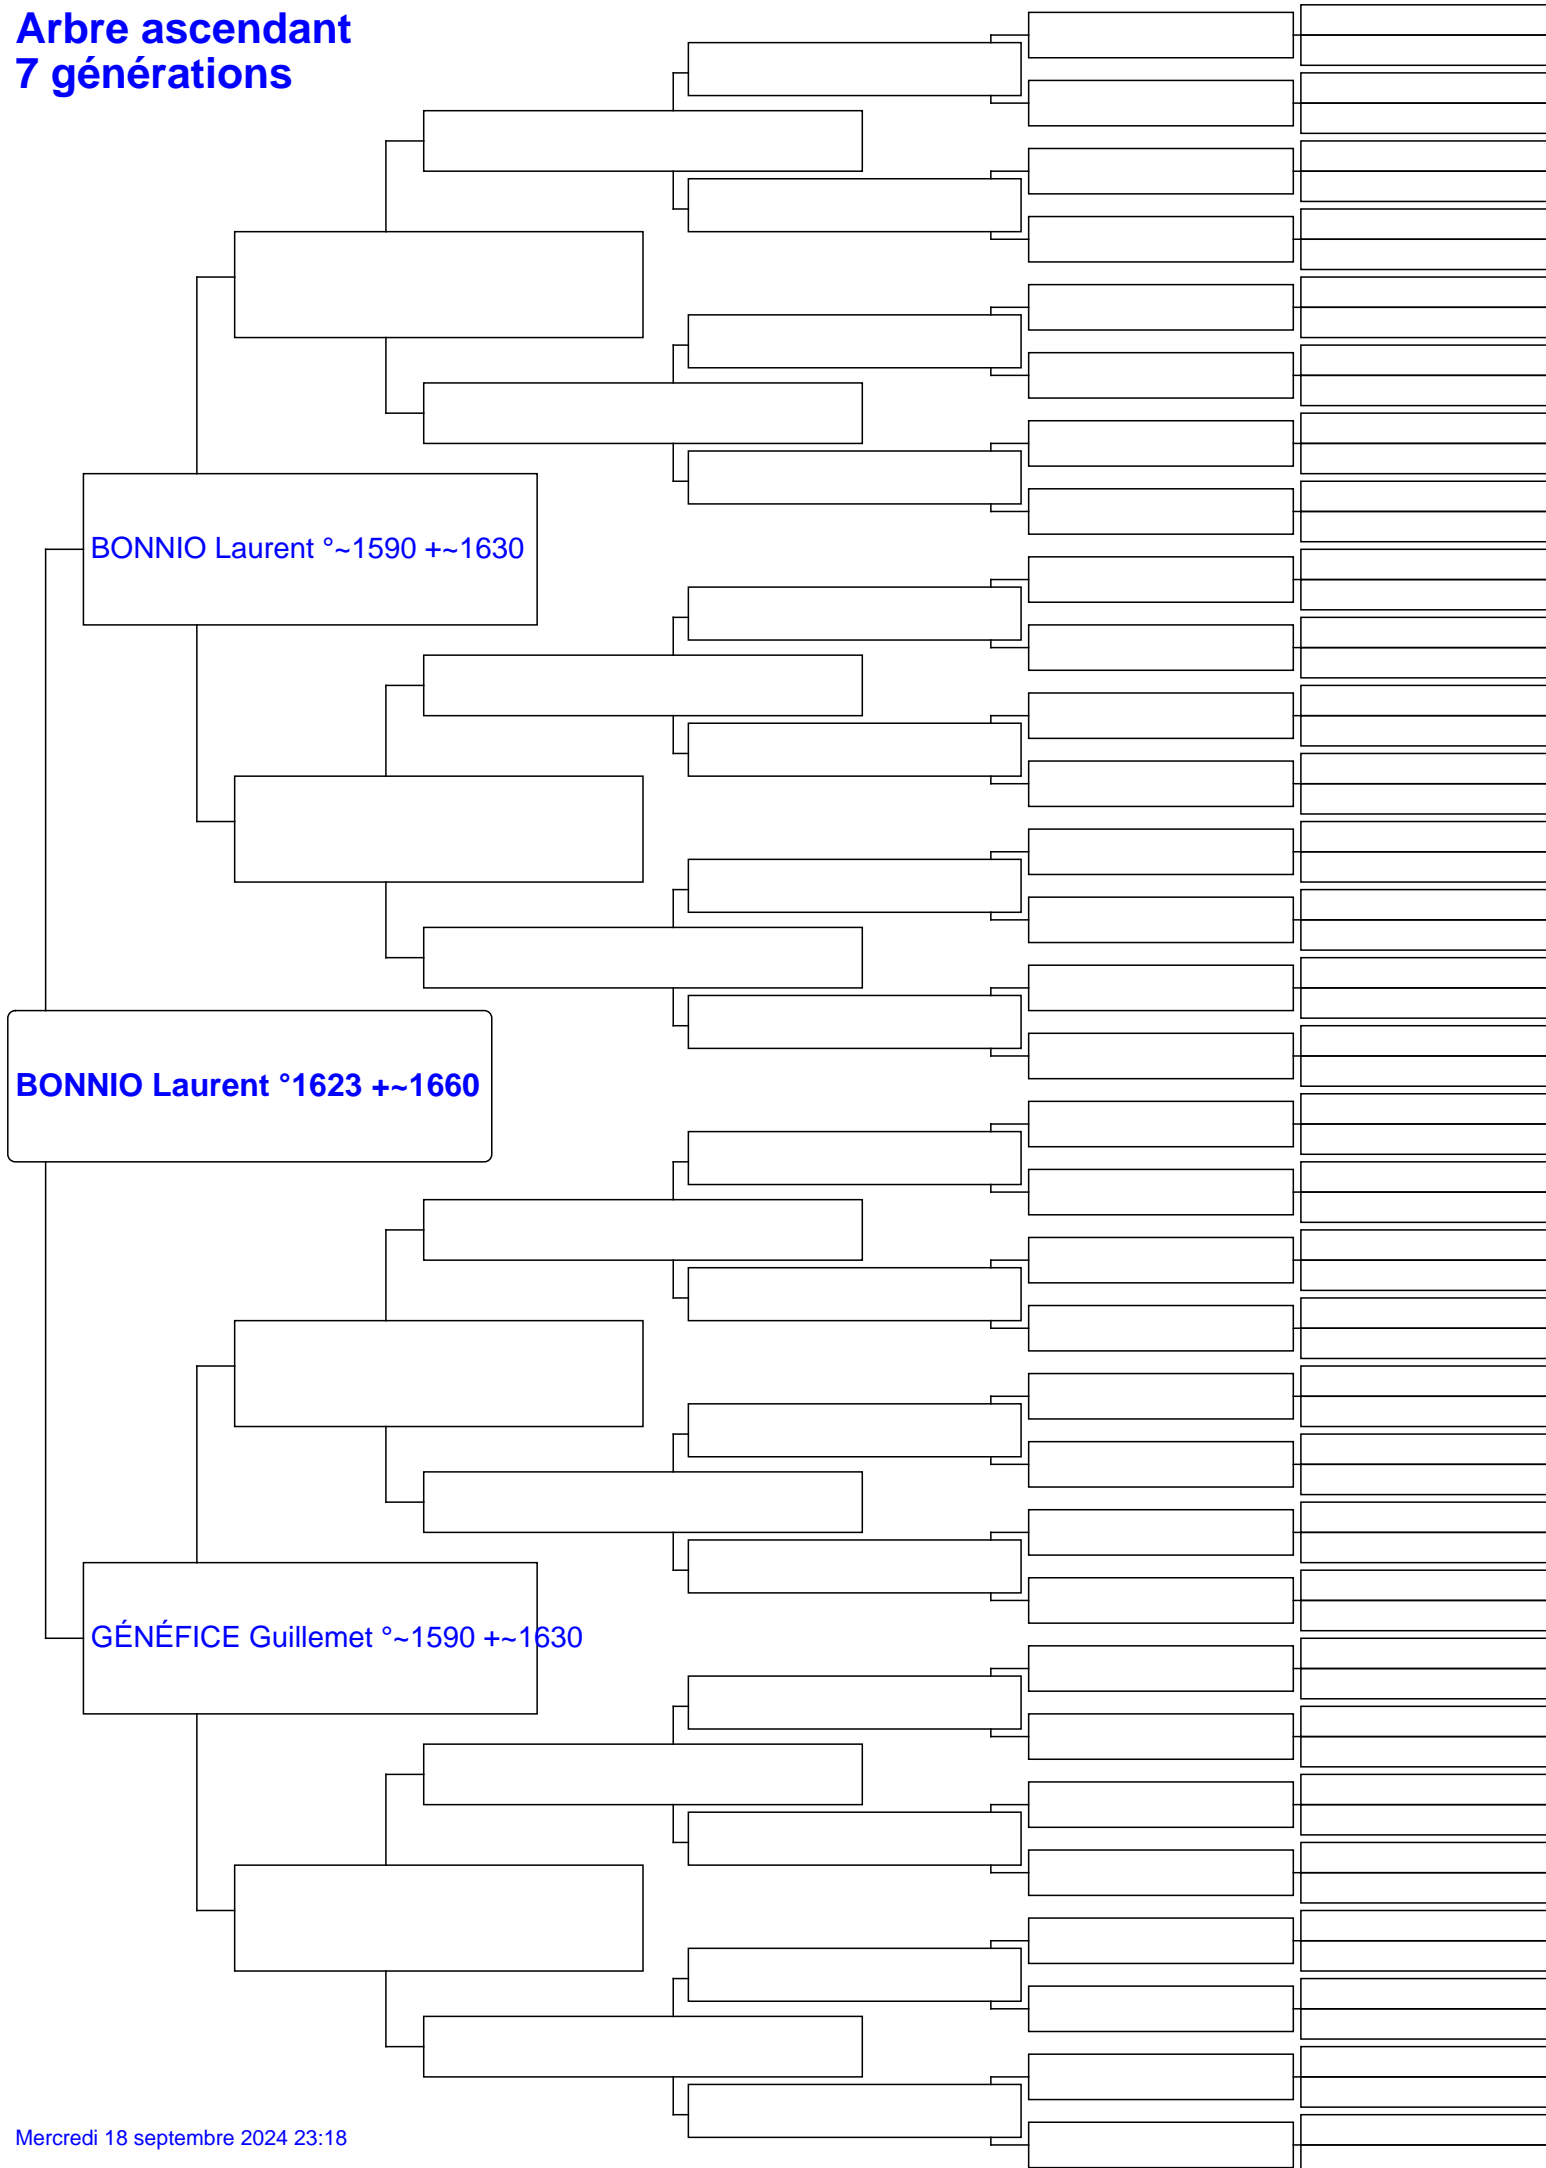 Arbre ascendant
7 générations
BONNIO Laurent °~1590 +~1630
BONNIO Laurent °1623 +~1660
GÉNÉFICE Guillemet °~1590 +~1630
Mercredi 18 septembre 2024 23:18